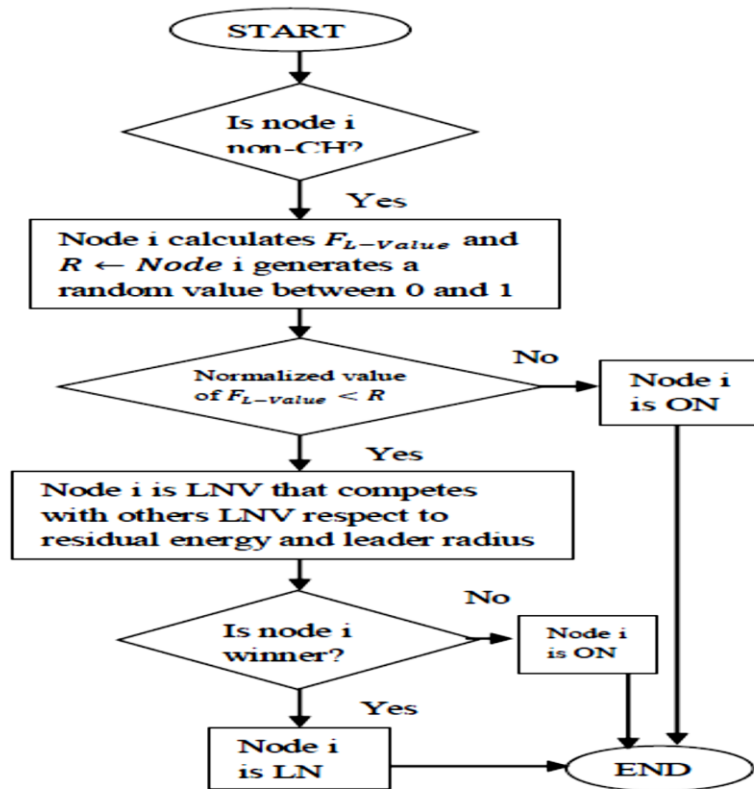 START
Is node i
non-CH?
Yes
Node i calculates F_{L-Value} and
R ← Node i generates a
random value between 0 and 1
No
Normalized value
of F_{L-Value} < R
Node i
is ON
Yes
Node i is LNV that competes
with others LNV respect to
residual energy and leader radius
No
Is node i
winner?
Node i
is ON
Yes
Node i
is LN
END